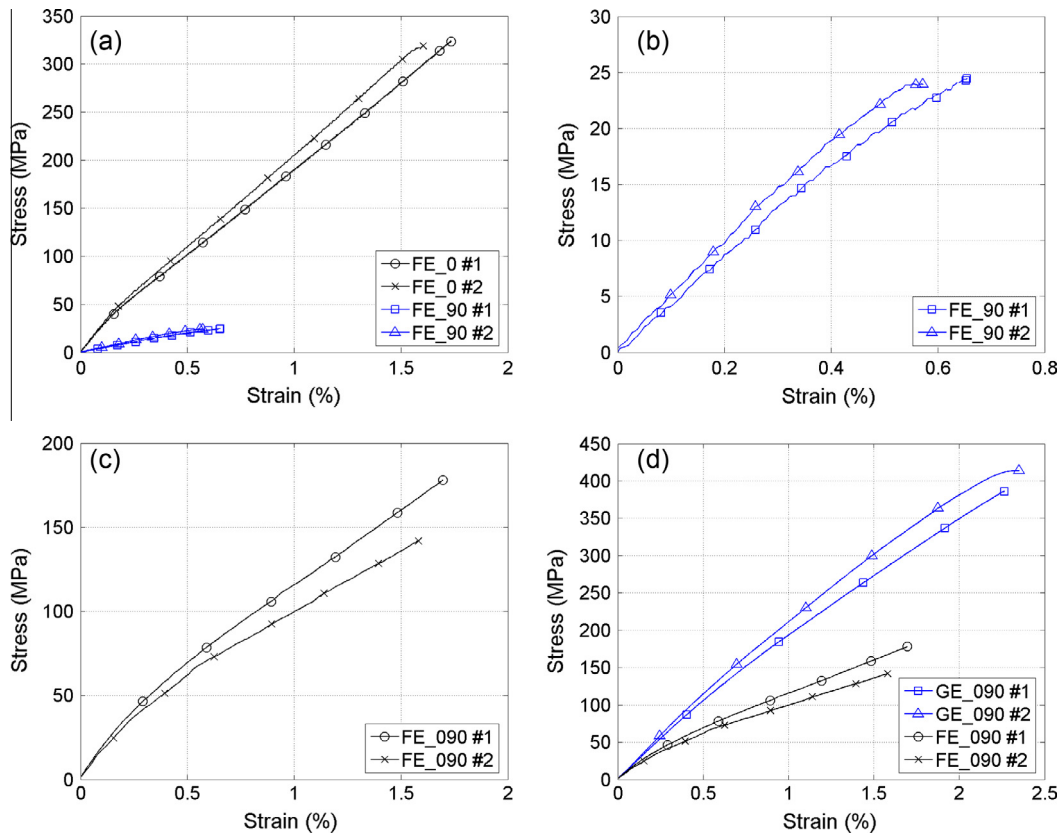 (a)
350
300
250
200
150
100
50
0
Stress (MPa)
0
0.5
1
1.5
2
Strain (%)
FE_0 #1
FE_0 #2
FE_90 #1
FE_90 #2
(b)
30
25
20
15
10
5
0
Stress (MPa)
0
0.2
0.4
0.6
0.8
Strain (%)
FE_90 #1
FE_90 #2
(c)
200
150
100
50
0
Stress (MPa)
0
0.5
1
1.5
2
Strain (%)
FE_090 #1
FE_090 #2
(d)
450
400
350
300
250
200
150
100
50
0
Stress (MPa)
0
0.5
1
1.5
2
2.5
Strain (%)
GE_090 #1
GE_090 #2
FE_090 #1
FE_090 #2